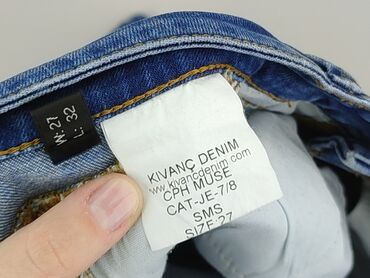 W: 27
L: 32
KIVANÇ DENIM
www.kivancdenim.com
CPH MUSE
CAT-JE-7/8
SMS
SIZE:27